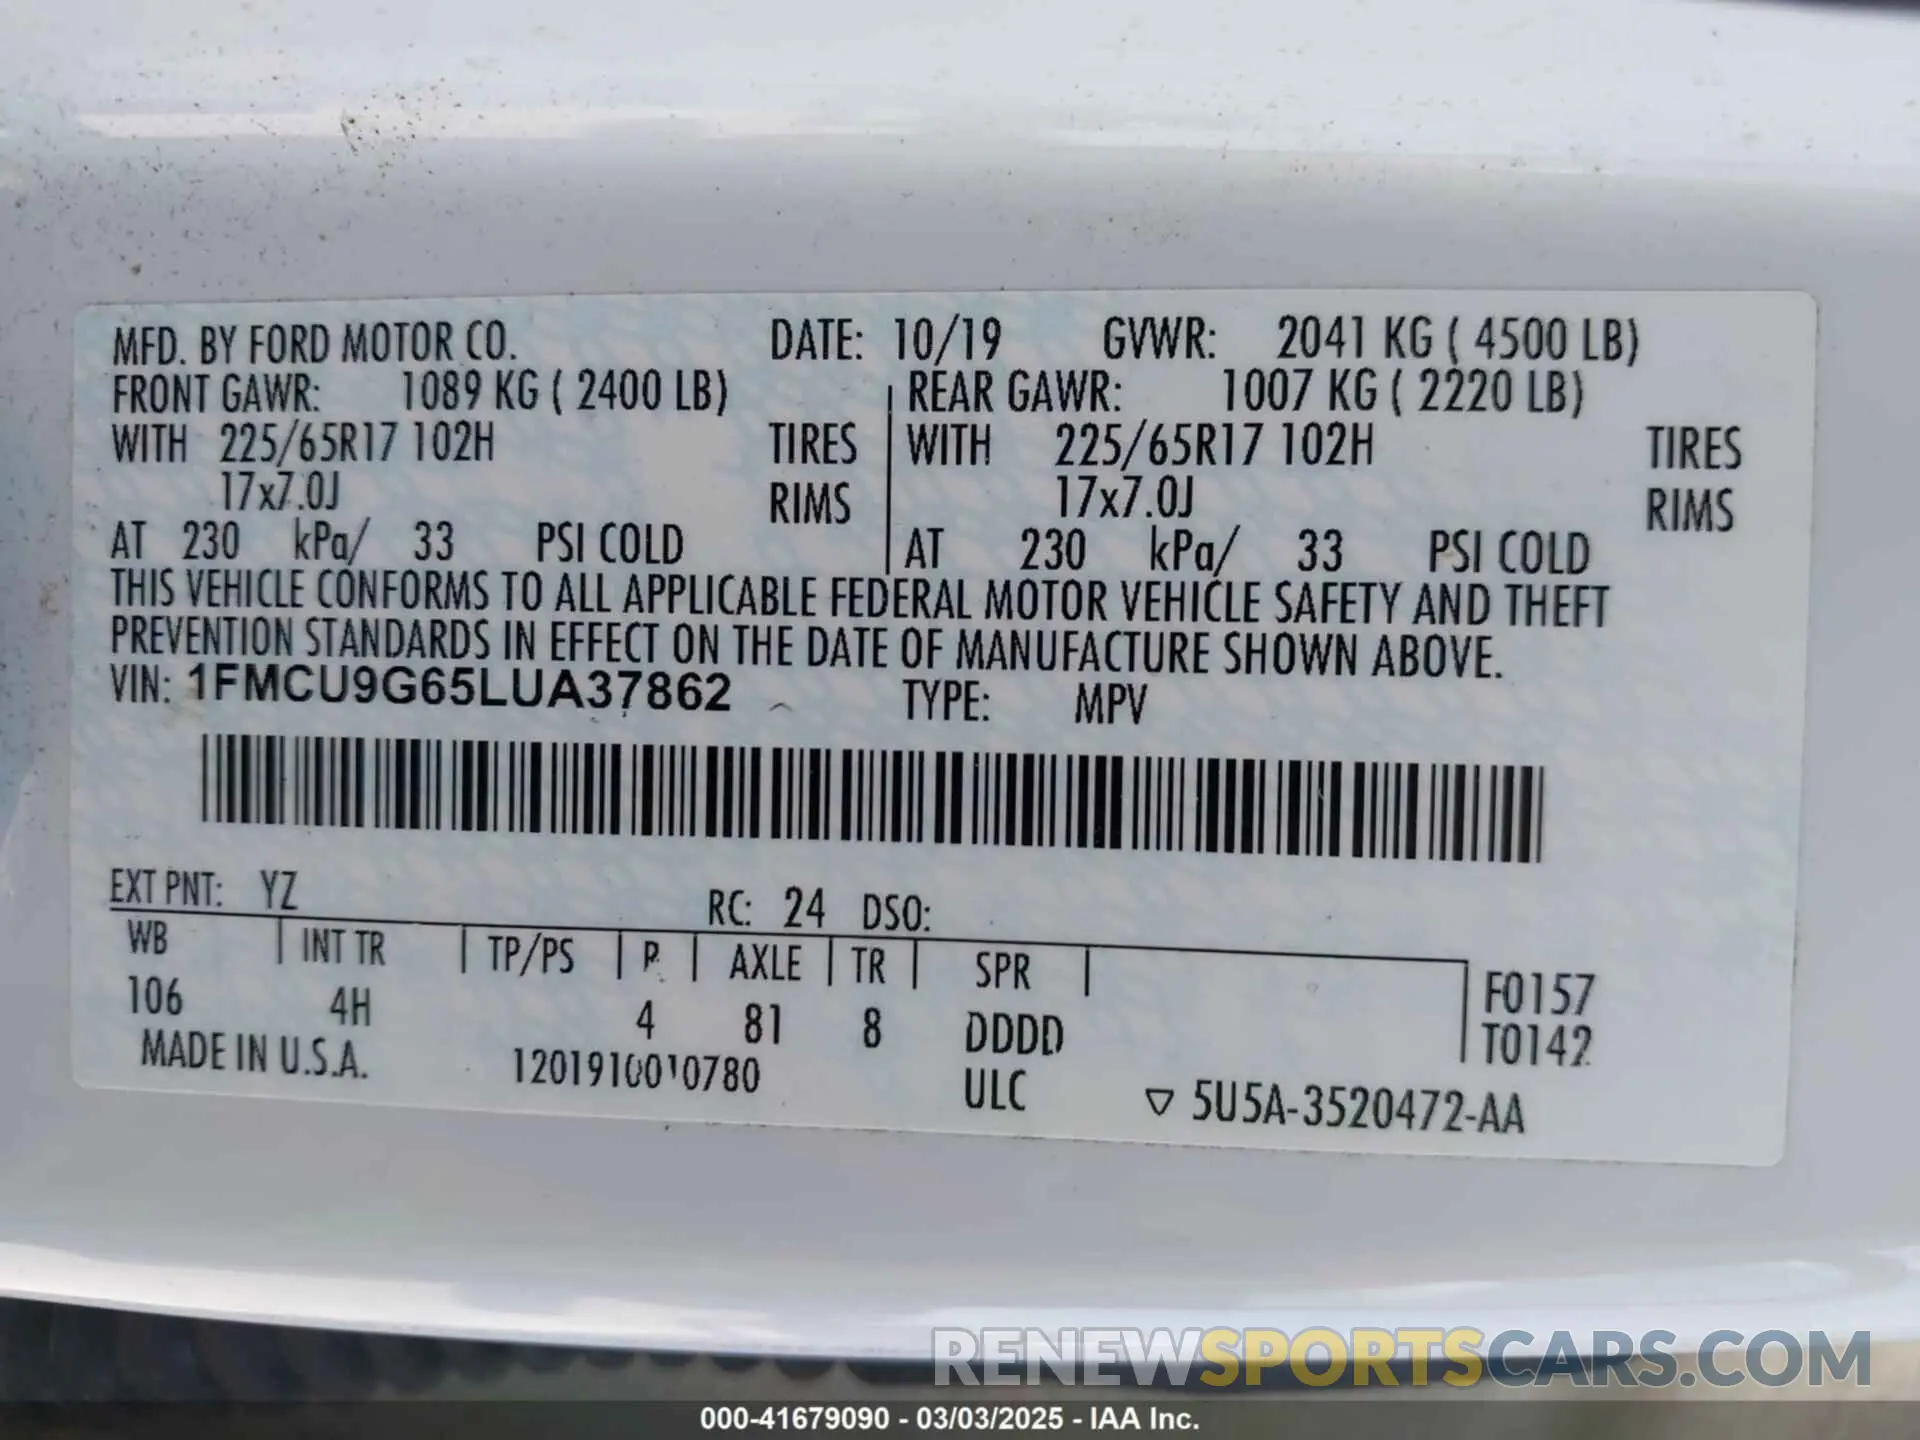 MFD. BY FORD MOTOR CO. DATE: 10/19 GVWR: 2041 KG ( 4500 LB)
FRONT GAWR: 1089 KG ( 2400 LB) REAR GAWR: 1007 KG ( 2220 LB)
WITH 225/65R17 102H TIRES WITH 225/65R17 102H TIRES
17x7.0J RIMS 17x7.0J RIMS
AT 230 kPa/ 33 PSI COLD AT 230 kPa/ 33 PSI COLD
THIS VEHICLE CONFORMS TO ALL APPLICABLE FEDERAL MOTOR VEHICLE SAFETY AND THEFT
PREVENTION STANDARDS IN EFFECT ON THE DATE OF MANUFACTURE SHOWN ABOVE.
VIN: 1FMCU9G65LUA37862 TYPE: MPV
EXT PNT: YZ RC: 24 DSO:
WB INT TR TP/PS R AXLE TR SPR F0157
106 4H 4 81 8 DDDD T0142
MADE IN U.S.A. 1201910010780 ULC ▽ 5U5A-3520472-AA
RENEWSPORTSCARS.COM
000-41679090 - 03/03/2025 - IAA Inc.